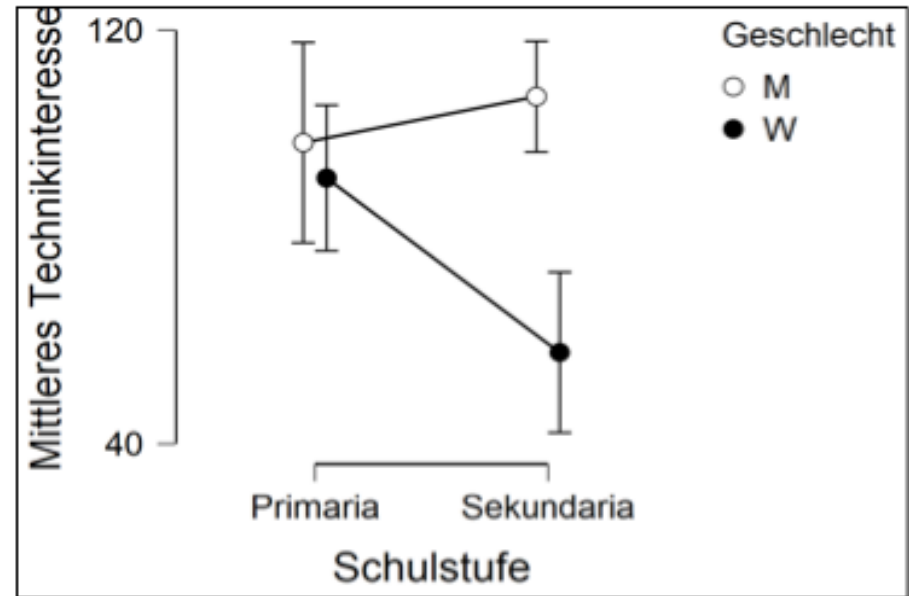 Mittleres Technikinteresse
120
40
Primaria Sekundaria
Schulstufe
Geschlecht
M
W